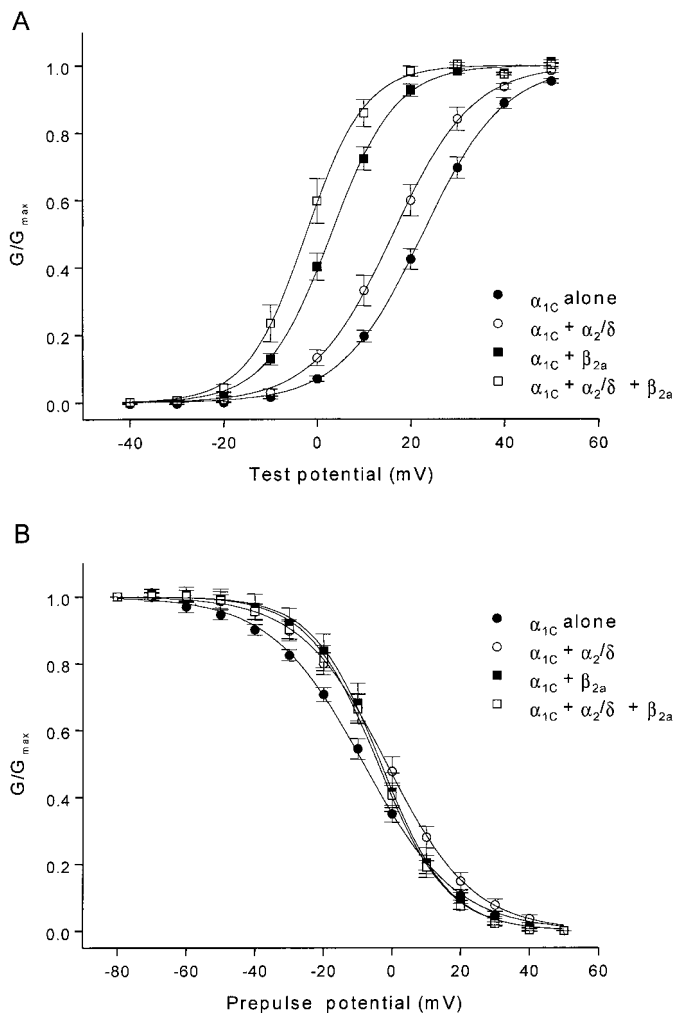 A
1.0
0.8
0.6
0.4
0.2
0.0
G/Gmax
α1C alone
α1C + α2/δ
α1C + β2a
α1C + α2/δ + β2a
-40 -20 0 20 40 60
Test potential (mV)
B
1.0
0.8
0.6
0.4
0.2
0.0
G/Gmax
α1C alone
α1C + α2/δ
α1C + β2a
α1C + α2/δ + β2a
-80 -60 -40 -20 0 20 40 60
Prepulse potential (mV)